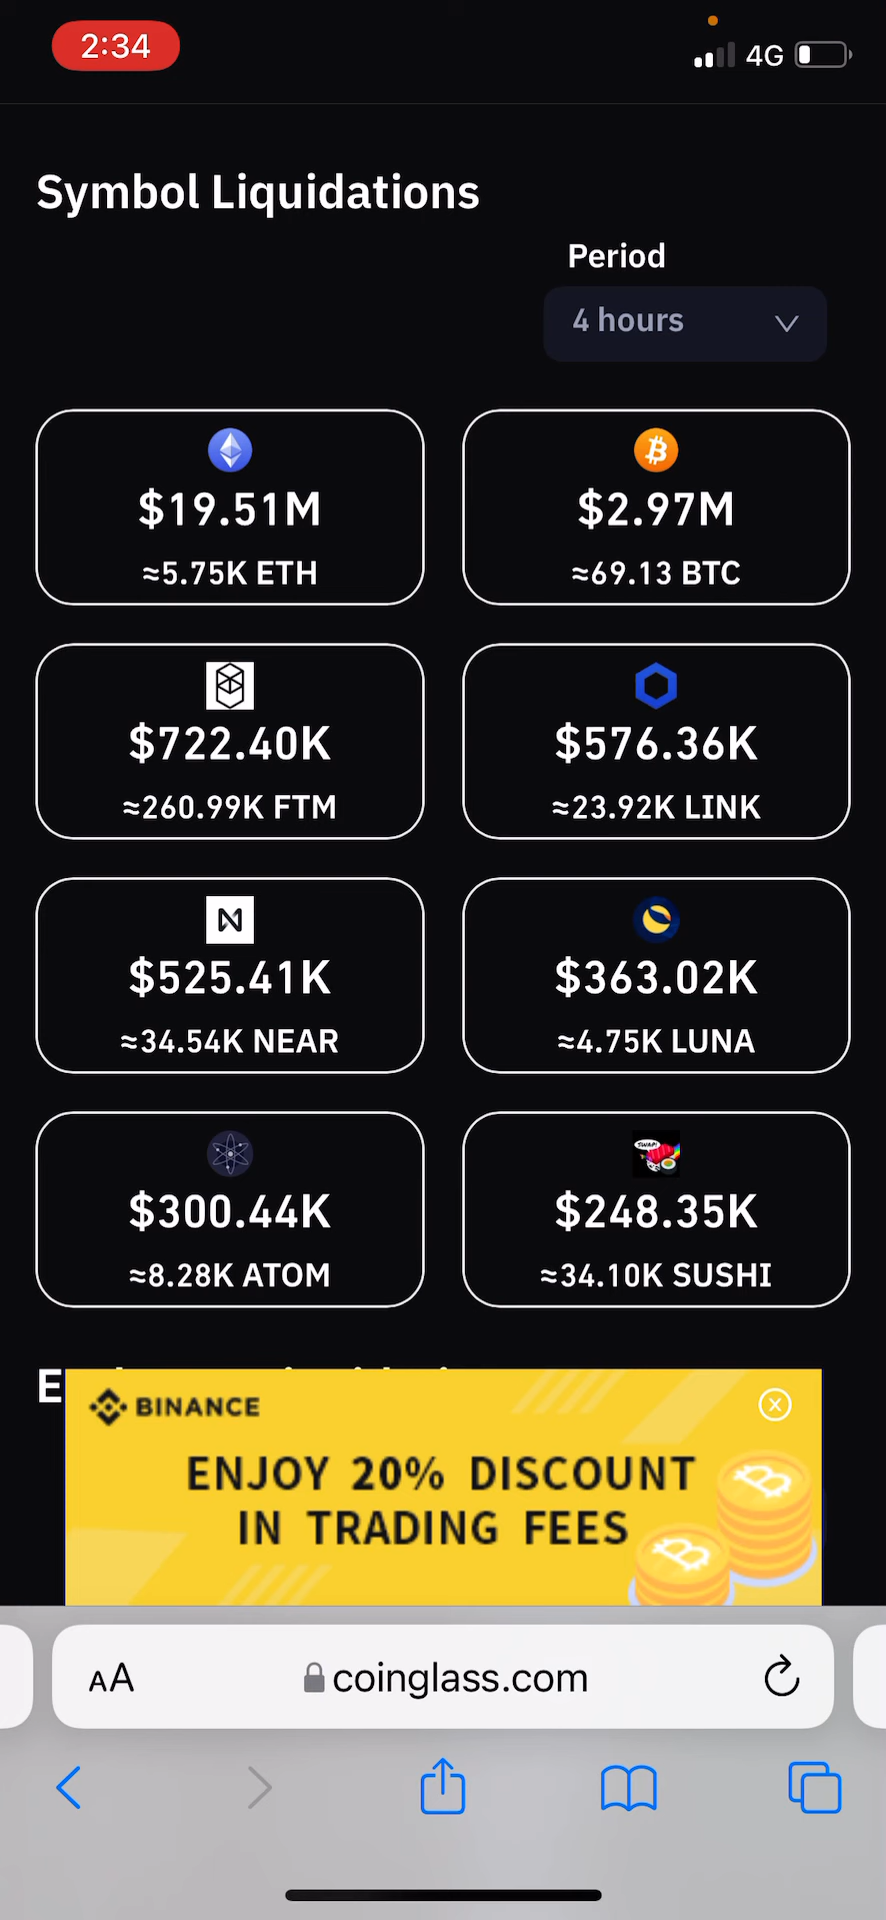 2:34
4G
Symbol Liquidations
Period
4 hours
$19.51M
≈5.75K ETH
$2.97M
≈69.13 BTC
$722.40K
≈260.99K FTM
$576.36K
≈23.92K LINK
$525.41K
≈34.54K NEAR
$363.02K
≈4.75K LUNA
$300.44K
≈8.28K ATOM
SWAP!
$248.35K
≈34.10K SUSHI
BINANCE
ENJOY 20% DISCOUNT
IN TRADING FEES
AA
coinglass.com